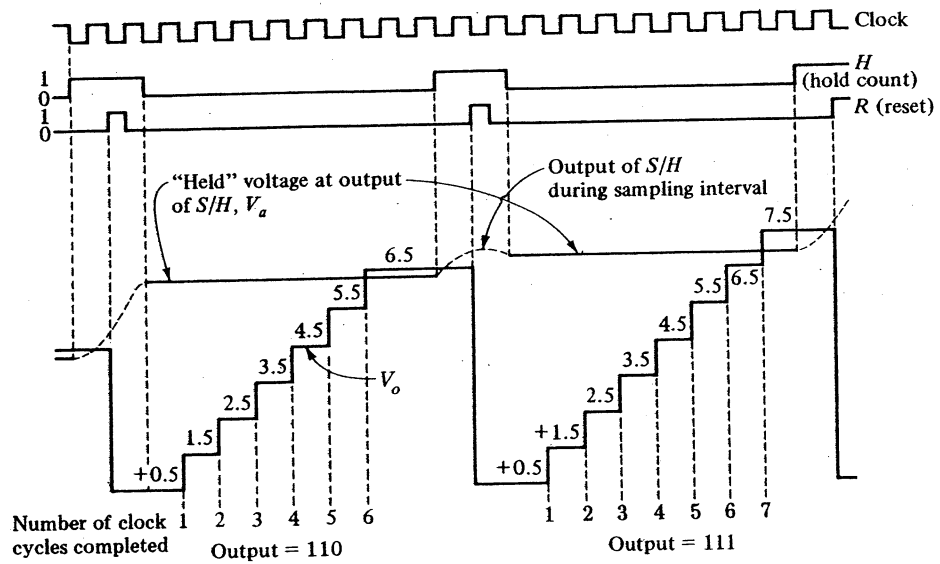 Clock
1
0
H
(hold count)
1
0
R (reset)
"Held" voltage at output
of S/H, Va
Output of S/H
during sampling interval
+0.5
1.5
2.5
3.5
4.5
5.5
6.5
Vo
+0.5
+1.5
2.5
3.5
4.5
5.5
6.5
7.5
Number of clock
cycles completed
1 2 3 4 5 6
1 2 3 4 5 6 7
Output = 110
Output = 111